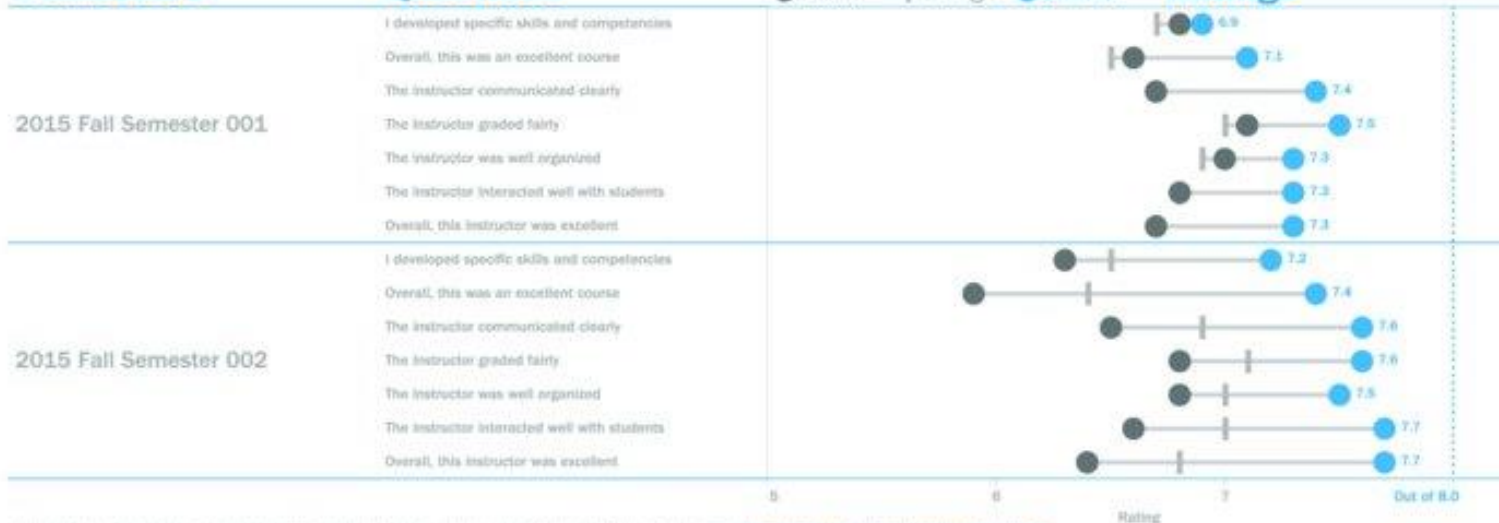 I developed specific skills and competencies 6.9
Overall, this was an excellent course 7.1
The instructor communicated clearly 7.4
2015 Fall Semester 001
The instructor graded fairly 7.5
The instructor was well organized 7.3
The instructor interacted well with students 7.3
Overall, this instructor was excellent 7.3
I developed specific skills and competencies 7.2
Overall, this was an excellent course 7.4
The instructor communicated clearly 7.6
2015 Fall Semester 002
The instructor graded fairly 7.6
The instructor was well organized 7.5
The instructor interacted well with students 7.7
Overall, this instructor was excellent 7.7
5 6 7 Out of 8.0
Rating